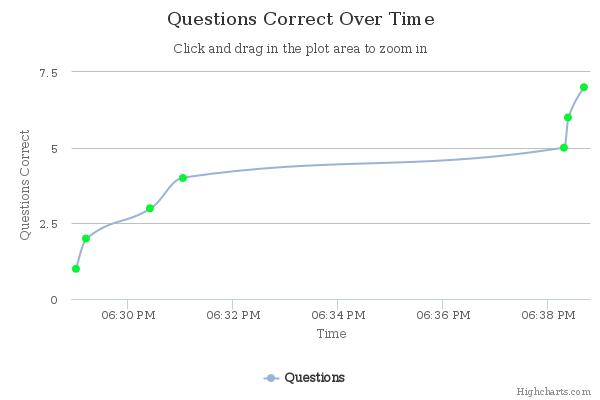 Questions Correct Over Time
Click and drag in the plot area to zoom in
Questions Correct
7.5
5
2.5
0
06:30 PM 06:32 PM 06:34 PM 06:36 PM 06:38 PM
Time
Questions
Highcharts.com